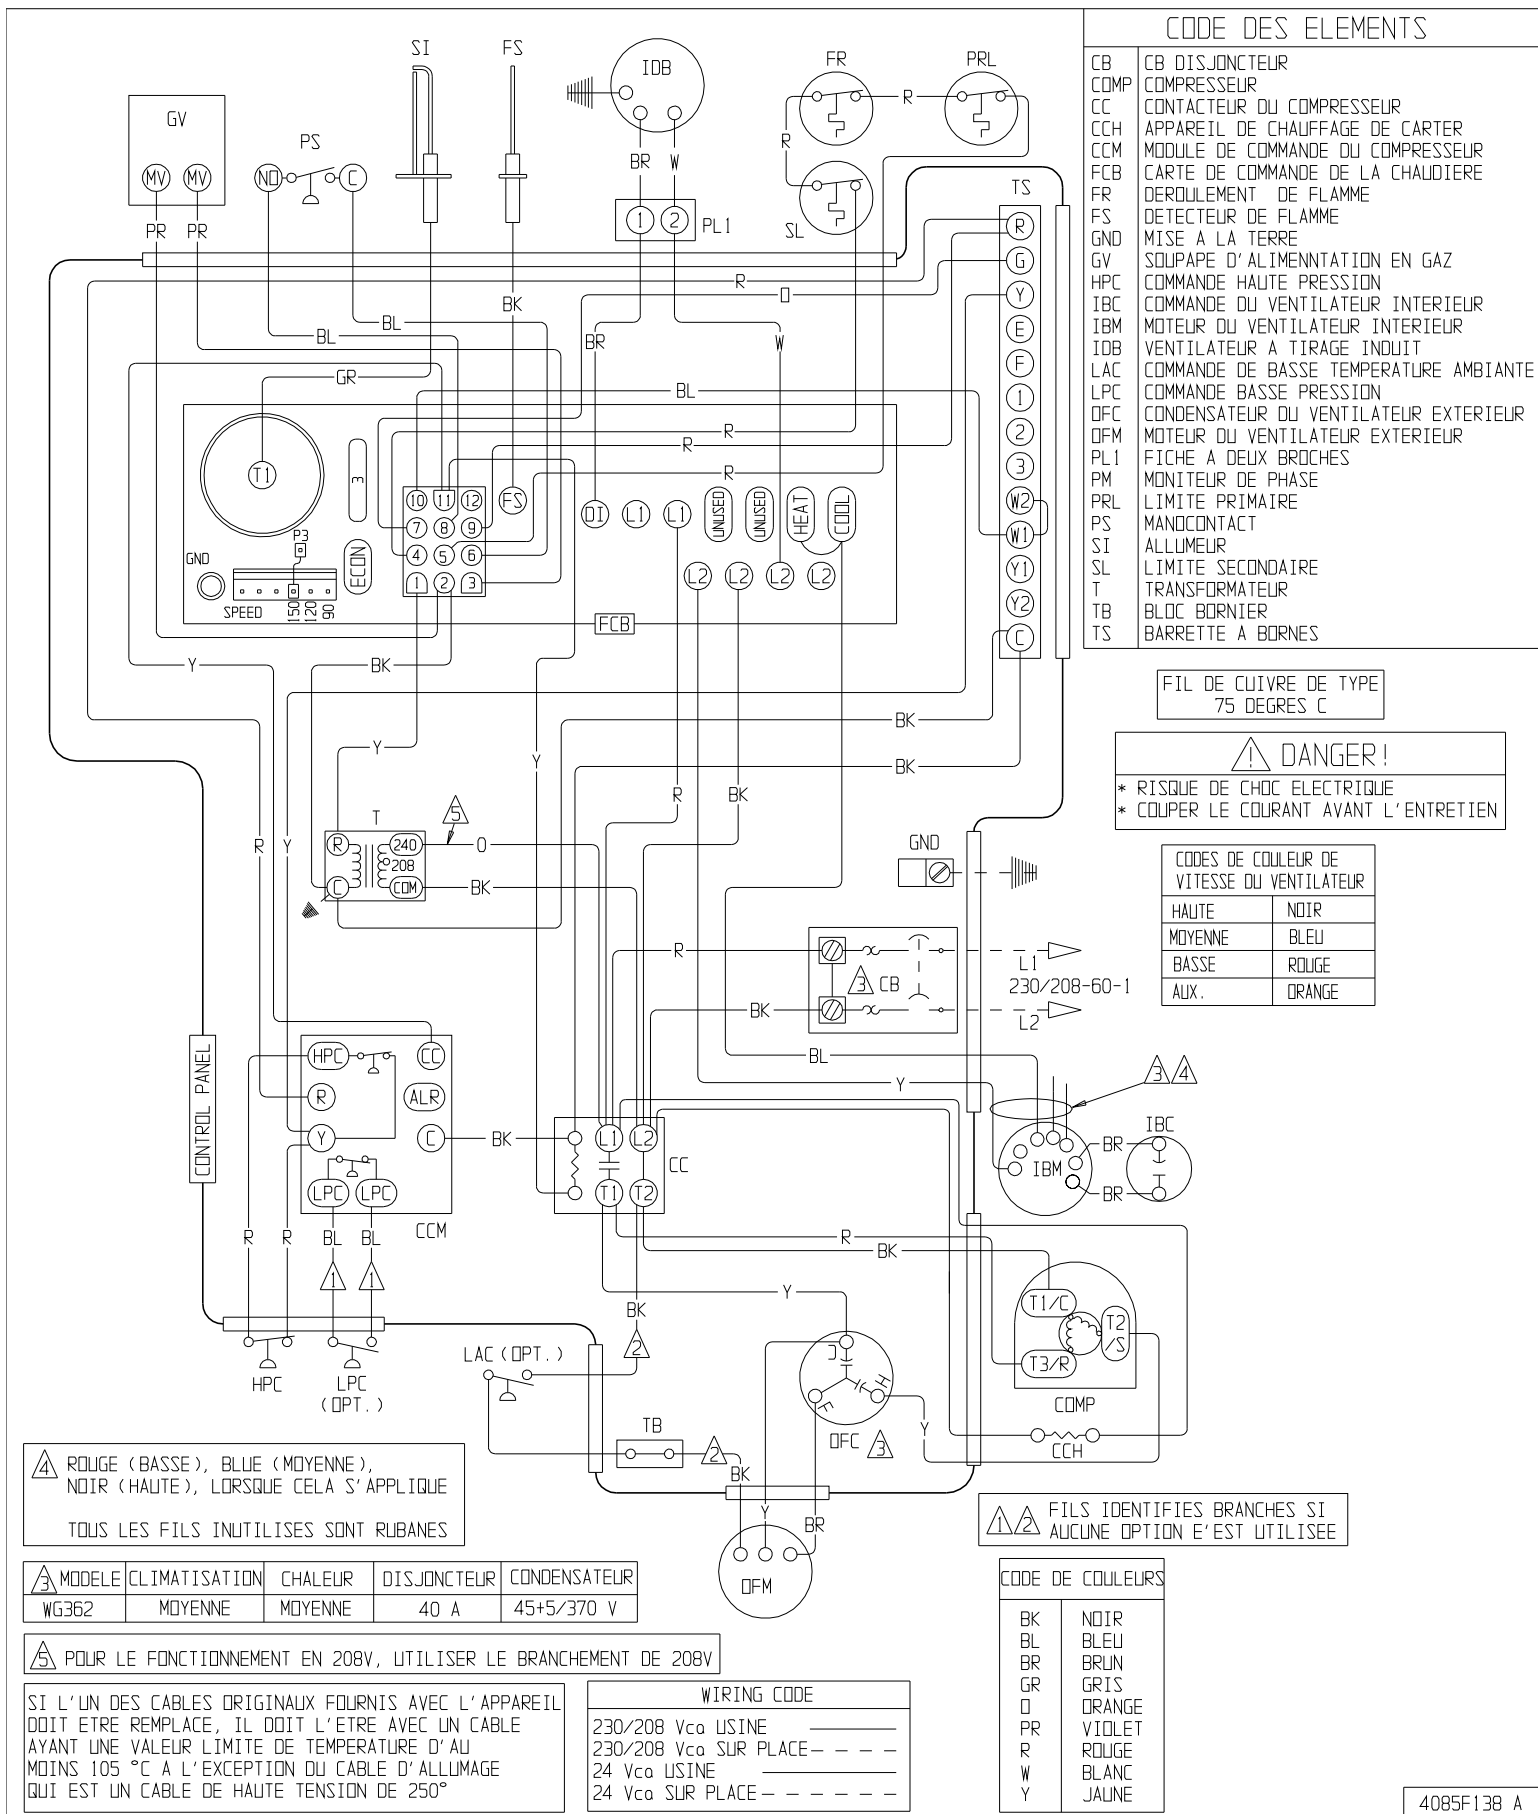 SI
FS
IDB
FR
PRL
GV
PS
MV MV
NO C
PR PR
BR W
R
R
1 2 PL1
SL
TS
R
G
Y
E
F
1
2
3
W2
W1
Y1
Y2
C
R
O
BK
BL
BL
BR
W
GR
BL
R
R
R
T1
3
10 11 12
7 8 9
4 5 6
1 2 3
FS
DI L1 L1
UNUSED
UNUSED
HEAT
COOL
L2 L2 L2 L2
P3
GND
ECON
SPEED
150
120
90
FCB
Y
BK
BK
BK
Y
Y
R
BK
T
5
R 240
208
C COM
O
BK
R Y
GND
R
BK
3 CB
L1
230/208-60-1
L2
CONTROL PANEL
HPC CC
R ALR
Y C
LPC LPC
CCM
BK
L1 L2
T1 T2
CC
BL
Y
3 4
IBM
BR
BR
IBC
R R BL BL
1 1
R
BK
Y
BK
2
HPC
LPC
(OPT.)
LAC (OPT.)
TB
2
BK
C
H
F
OFC 3
Y
Y
BR
OFM
T1/C
T2
/S
T3/R
COMP
CCH
CODE DES ELEMENTS
CB CB DISJONCTEUR
COMP COMPRESSEUR
CC CONTACTEUR DU COMPRESSEUR
CCH APPAREIL DE CHAUFFAGE DE CARTER
CCM MODULE DE COMMANDE DU COMPRESSEUR
FCB CARTE DE COMMANDE DE LA CHAUDIERE
FR DEROULEMENT DE FLAMME
FS DETECTEUR DE FLAMME
GND MISE A LA TERRE
GV SOUPAPE D'ALIMENNTATION EN GAZ
HPC COMMANDE HAUTE PRESSION
IBC COMMANDE DU VENTILATEUR INTERIEUR
IBM MOTEUR DU VENTILATEUR INTERIEUR
IDB VENTILATEUR A TIRAGE INDUIT
LAC COMMANDE DE BASSE TEMPERATURE AMBIANTE
LPC COMMANDE BASSE PRESSION
OFC CONDENSATEUR DU VENTILATEUR EXTERIEUR
OFM MOTEUR DU VENTILATEUR EXTERIEUR
PL1 FICHE A DEUX BROCHES
PM MONITEUR DE PHASE
PRL LIMITE PRIMAIRE
PS MANOCONTACT
SI ALLUMEUR
SL LIMITE SECONDAIRE
T TRANSFORMATEUR
TB BLOC BORNIER
TS BARRETTE A BORNES
FIL DE CUIVRE DE TYPE
75 DEGRES C
! DANGER!
* RISQUE DE CHOC ELECTRIQUE
* COUPER LE COURANT AVANT L'ENTRETIEN
CODES DE COULEUR DE
VITESSE DU VENTILATEUR
HAUTE NOIR
MOYENNE BLEU
BASSE ROUGE
AUX. ORANGE
4 ROUGE (BASSE), BLUE (MOYENNE),
NOIR (HAUTE), LORSQUE CELA S'APPLIQUE
TOUS LES FILS INUTILISES SONT RUBANES
1 2 FILS IDENTIFIES BRANCHES SI
AUCUNE OPTION E'EST UTILISEE
3 MODELE CLIMATISATION CHALEUR DISJONCTEUR CONDENSATEUR
WG362 MOYENNE MOYENNE 40 A 45+5/370 V
5 POUR LE FONCTIONNEMENT EN 208V, UTILISER LE BRANCHEMENT DE 208V
SI L'UN DES CABLES ORIGINAUX FOURNIS AVEC L'APPAREIL
DOIT ETRE REMPLACE, IL DOIT L'ETRE AVEC UN CABLE
AYANT UNE VALEUR LIMITE DE TEMPERATURE D'AU
MOINS 105 °C A L'EXCEPTION DU CABLE D'ALLUMAGE
QUI EST UN CABLE DE HAUTE TENSION DE 250°
WIRING CODE
230/208 Vca USINE
230/208 Vca SUR PLACE
24 Vca USINE
24 Vca SUR PLACE
CODE DE COULEURS
BK NOIR
BL BLEU
BR BRUN
GR GRIS
O ORANGE
PR VIOLET
R ROUGE
W BLANC
Y JAUNE
4085F138 A